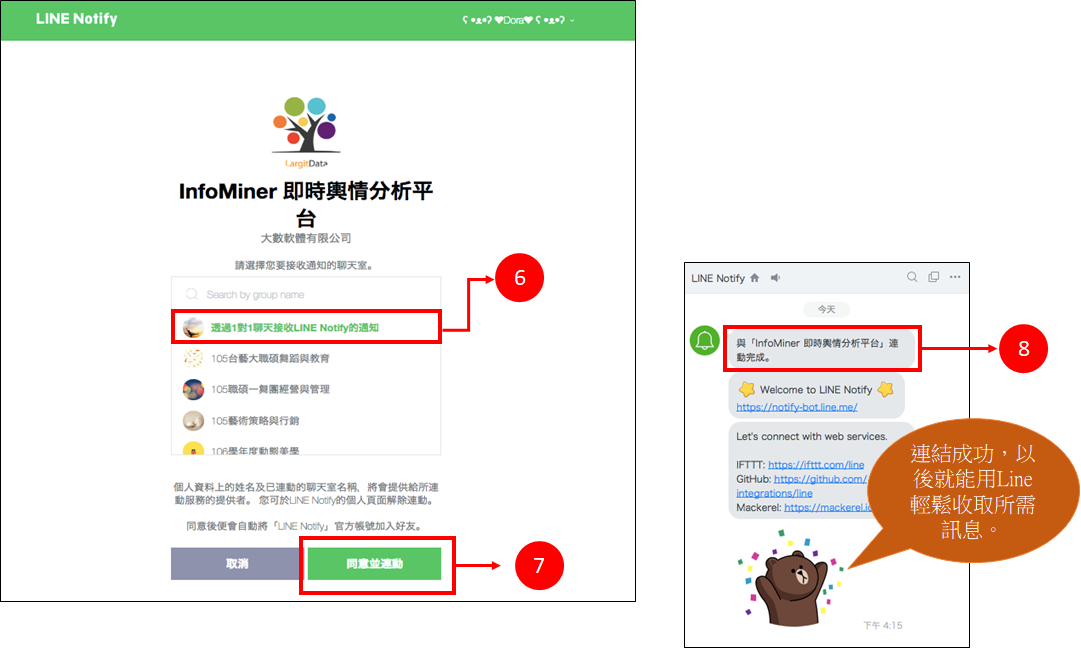 LINE Notify
ʕ •ᴥ•ʔ ♥Dora♥ ʕ •ᴥ•ʔ
LargitData
InfoMiner 即時輿情分析平
台
大數軟體有限公司
請選擇您要接收通知的聊天室。
Search by group name
透過1對1聊天接收LINE Notify的通知
105台藝大職碩舞蹈與教育
105職碩一舞團經營與管理
105藝術策略與行銷
106學年度動態美學
個人資料上的姓名及已連動的聊天室名稱, 將會提供給所連
動服務的提供者。 您可於LINE Notify的個人頁面解除連動。
同意後便會自動將「LINE Notify」官方帳號加入好友。
取消
同意並連動
6
7
LINE Notify
今天
與「InfoMiner 即時輿情分析平台」連
動完成。
8
Welcome to LINE Notify
https://notify-bot.line.me/
Let's connect with web services.
IFTTT: https://ifttt.com/line
GitHub: https://github.com/
integrations/line
Mackerel: https://mackerel.i
連結成功，以
後就能用Line
輕鬆收取所需
訊息。
下午 4:15